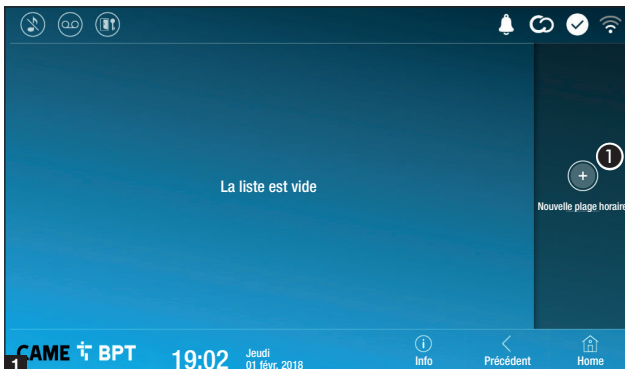 1
La liste est vide
Nouvelle plage horaire
CAME BPT
19:02
Jeudi
01 févr. 2018
Info
Précédent
Home
1